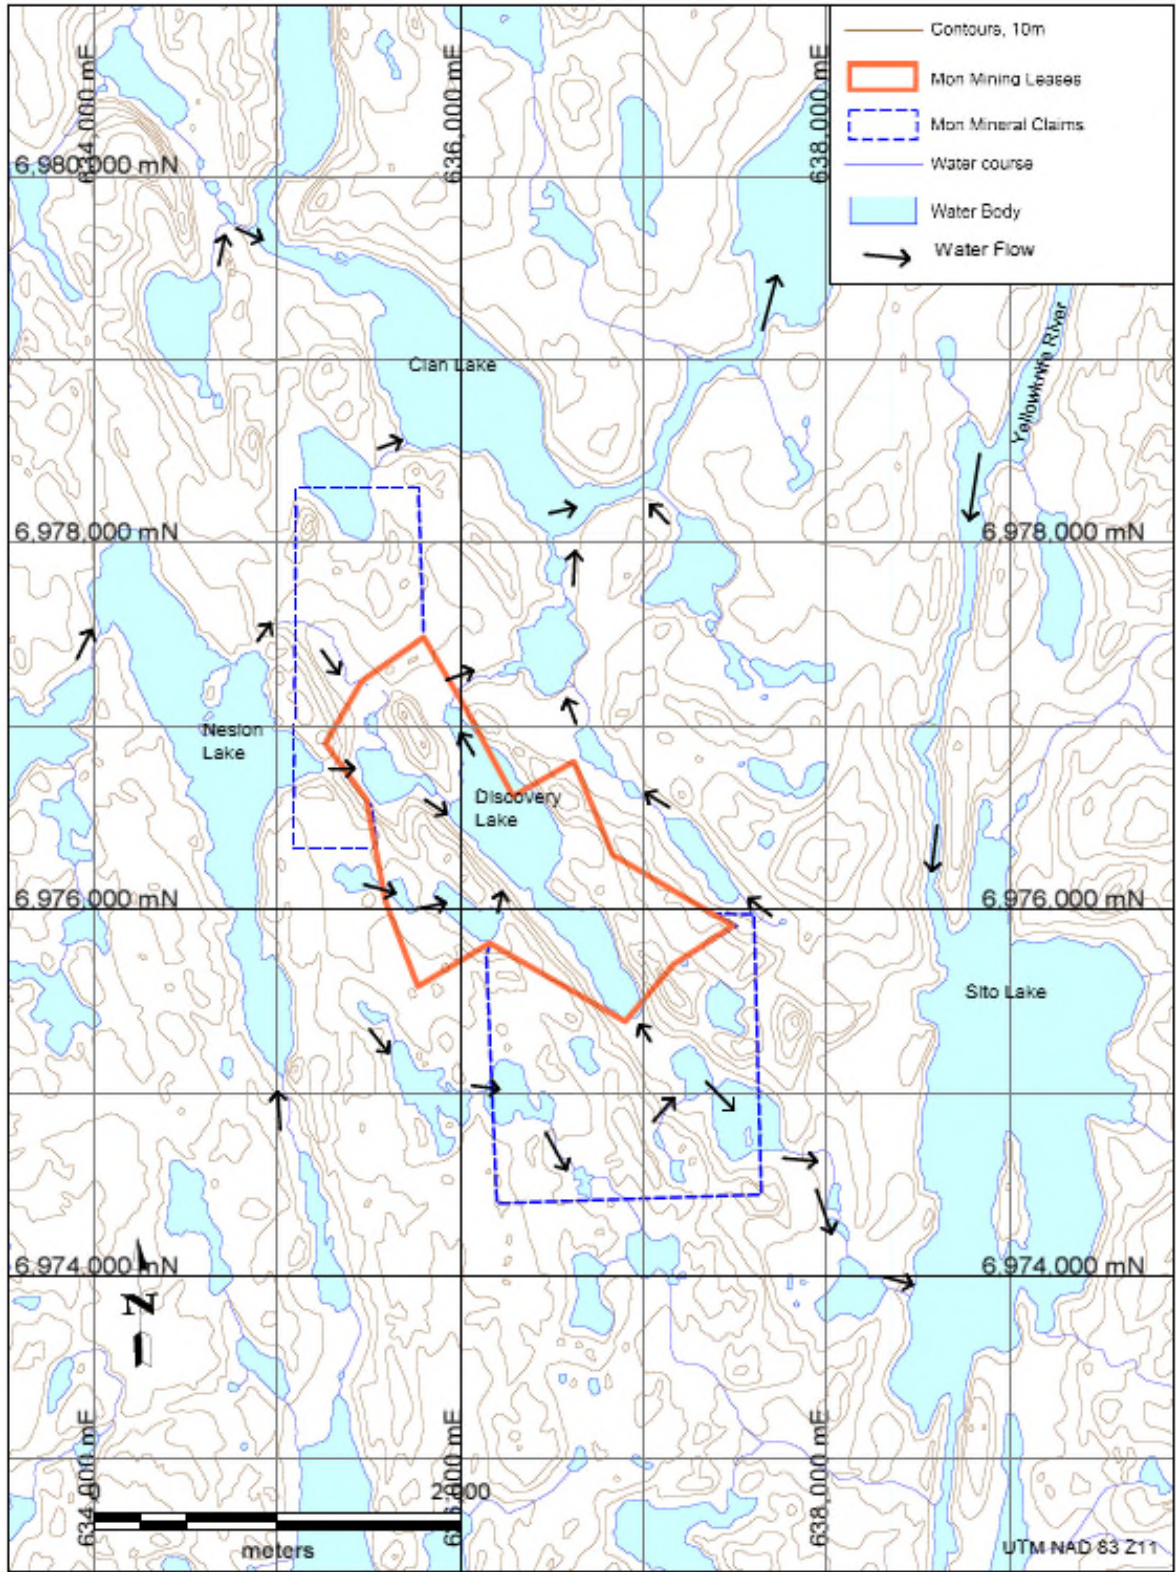 Contours, 10m
Mon Mining Leases
Mon Mineral Claims
Water course
Water Body
Water Flow
634,000 mE
636,000 mE
638,000 mE
6,980,000 mN
Clan Lake
Yellowknife River
6,978,000 mN
6,978,000 mN
Neslon
Lake
Discovery
Lake
6,976,000 mN
6,976,000 mN
Sito Lake
6,974,000 mN
6,974,000 mN
N
634,000 mE
636,000 mE
638,000 mE
0
2,000
meters
UTM NAD 83 Z11